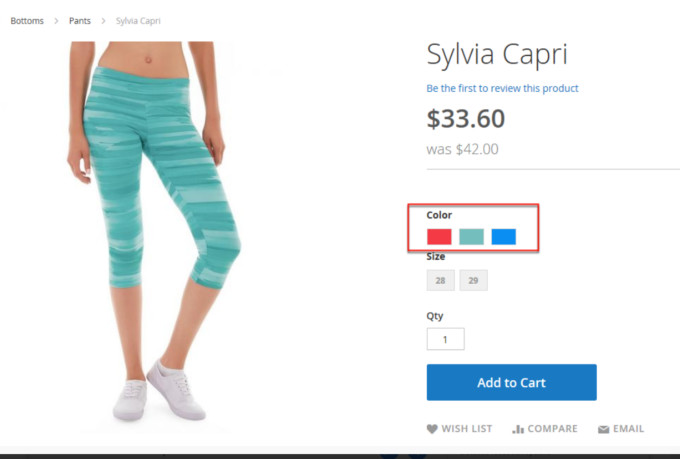 Bottoms > Pants > Sylvia Capri
Sylvia Capri
Be the first to review this product
$33.60
was $42.00
Color
Size
28 29
Qty
1
Add to Cart
WISH LIST COMPARE EMAIL